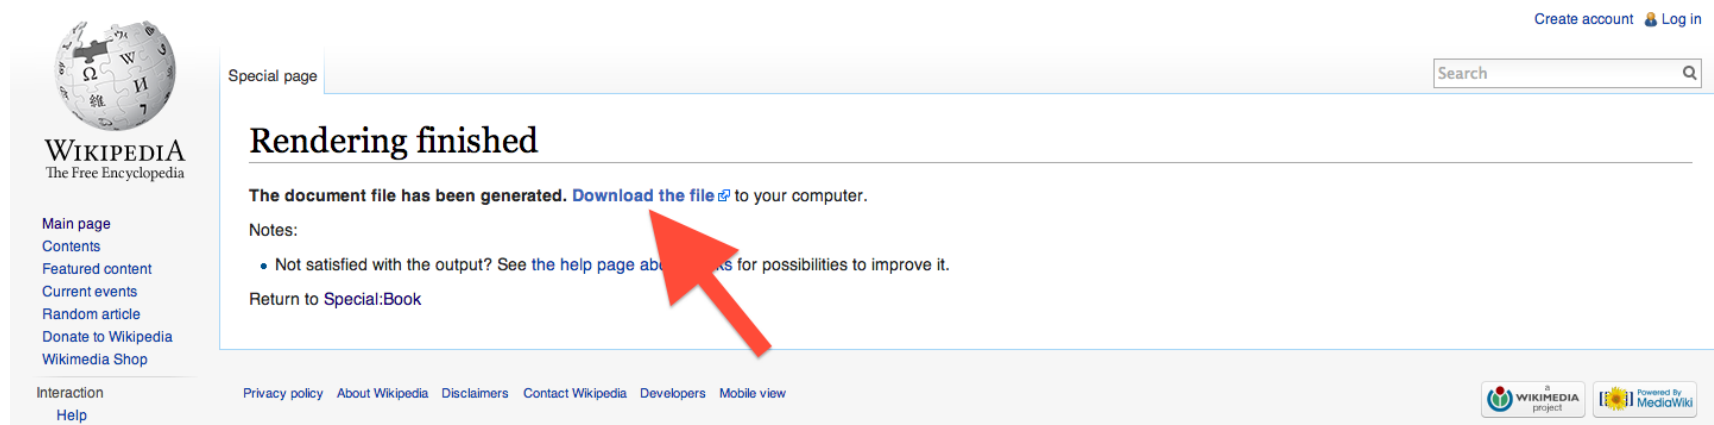 Create account Log in
Special page
Search
WIKIPEDIA
The Free Encyclopedia
Rendering finished
The document file has been generated. Download the file to your computer.
Notes:
Not satisfied with the output? See the help page for possibilities to improve it.
Return to Special:Book
Main page
Contents
Featured content
Current events
Random article
Donate to Wikipedia
Wikimedia Shop
Interaction
Help
Privacy policy About Wikipedia Disclaimers Contact Wikipedia Developers Mobile view
a
WIKIMEDIA
project
Powered By
MediaWiki
Ω W И 維 7